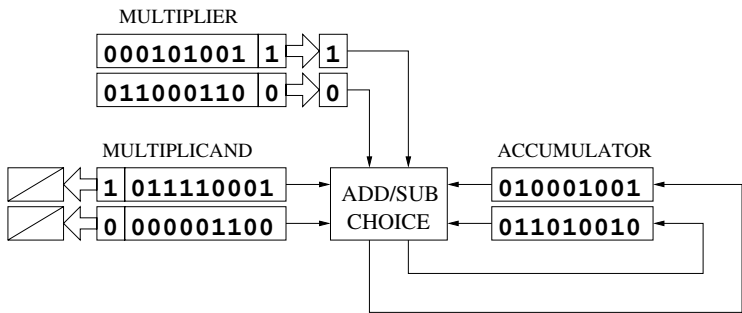 MULTIPLIER
000101001 1 1
011000110 0 0
MULTIPLICAND ACCUMULATOR
1 011110001 ADD/SUB 010001001
0 000001100 CHOICE 011010010